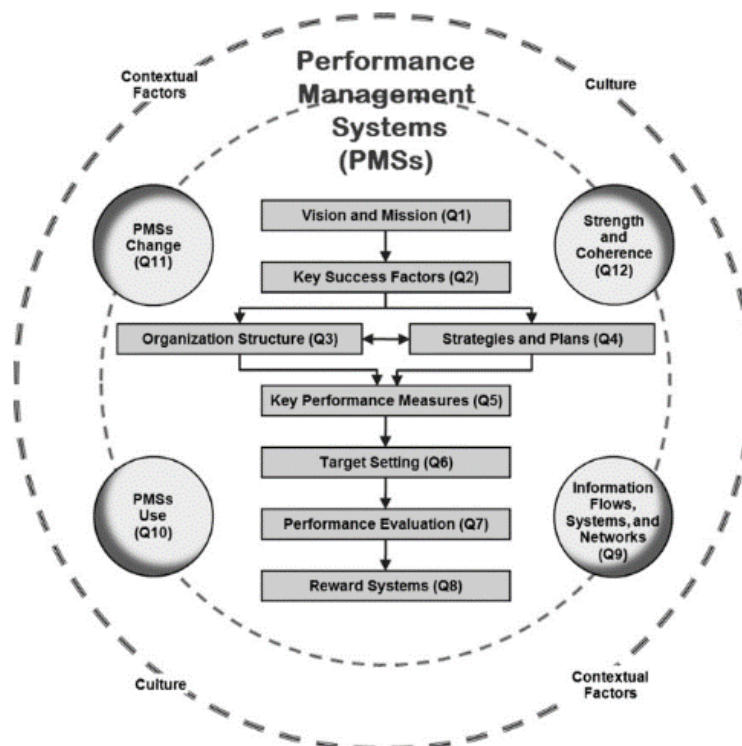 Performance
Management
Systems
(PMSs)
Contextual
Factors
Culture
PMSs
Change
(Q11)
Strength
and
Coherence
(Q12)
Vision and Mission (Q1)
Key Success Factors (Q2)
Organization Structure (Q3)
Strategies and Plans (Q4)
Key Performance Measures (Q5)
Target Setting (Q6)
PMSs
Use
(Q10)
Information
Flows,
Systems, and
Networks
(Q9)
Performance Evaluation (Q7)
Reward Systems (Q8)
Culture
Contextual
Factors